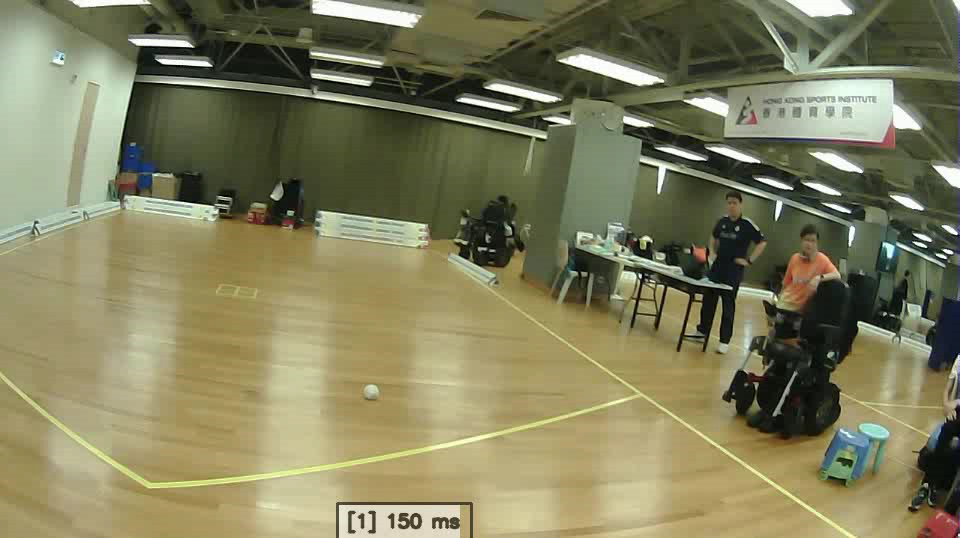 HONG KONG SPORTS INSTITUTE
香港體育學院
[1] 150 ms